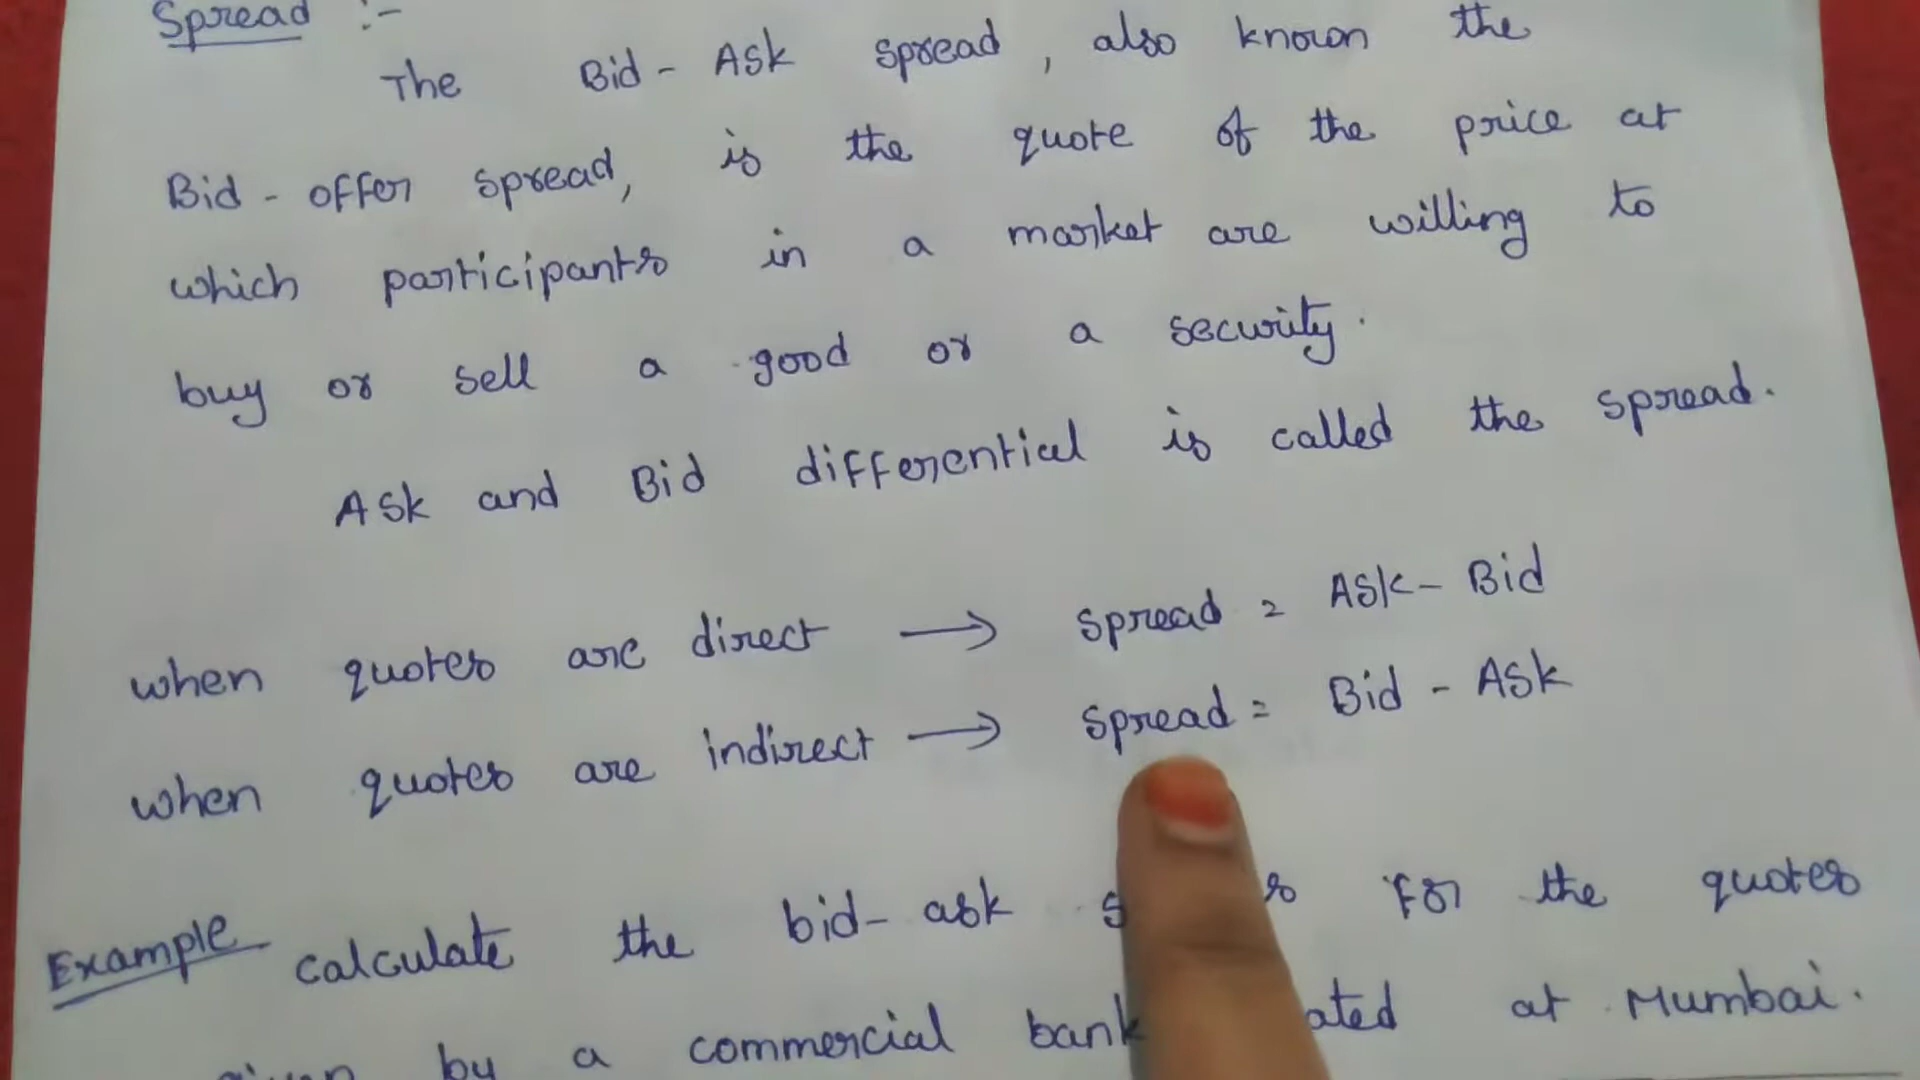 Spread :-
The Bid - Ask spread, also known the
Bid - offer spread, is the quote of the price at
which participants in a market are willing to
buy or sell a good or a security.
Ask and Bid differential is called the spread.
when quotes are direct → spread = Ask - Bid
when quotes are indirect → spread = Bid - Ask
Example calculate the bid - ask for the quotes
given by a commercial bank at Mumbai.